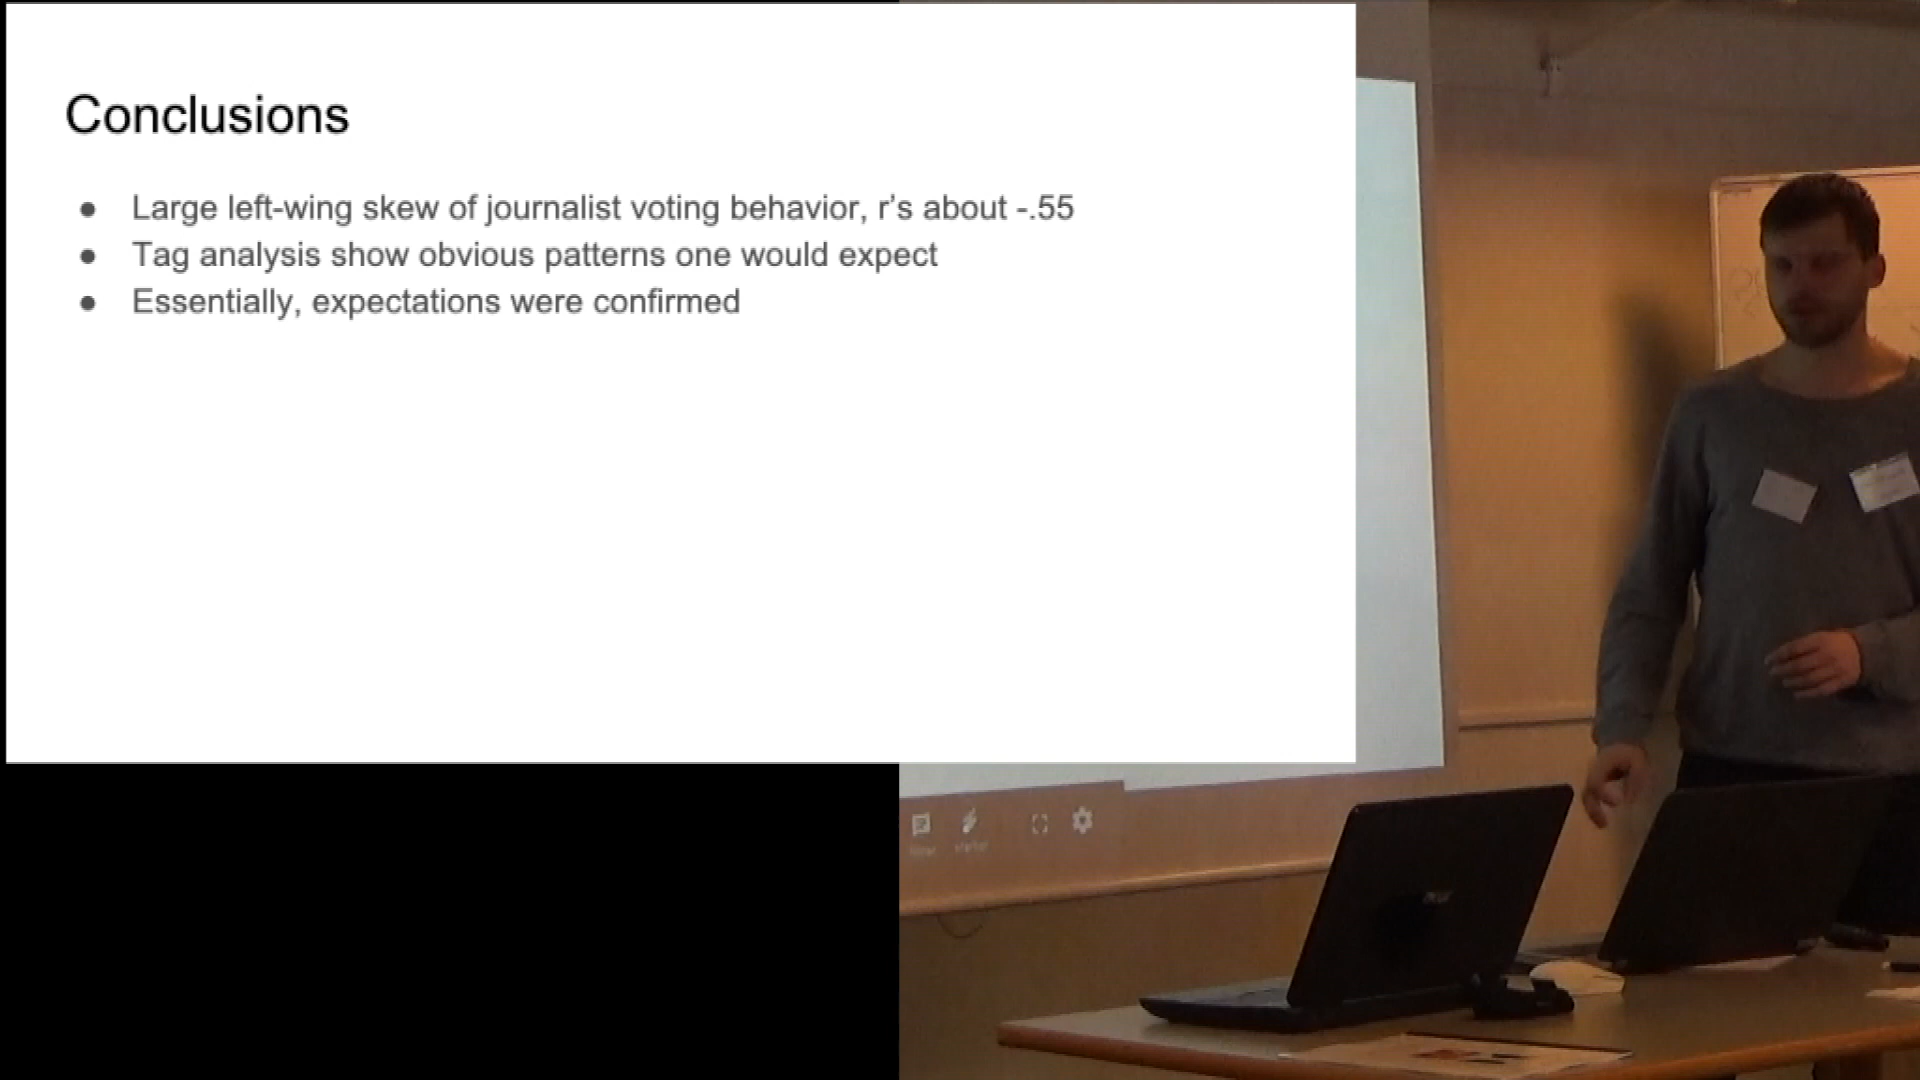 Conclusions
● Large left-wing skew of journalist voting behavior, r’s about -.55
● Tag analysis show obvious patterns one would expect
● Essentially, expectations were confirmed